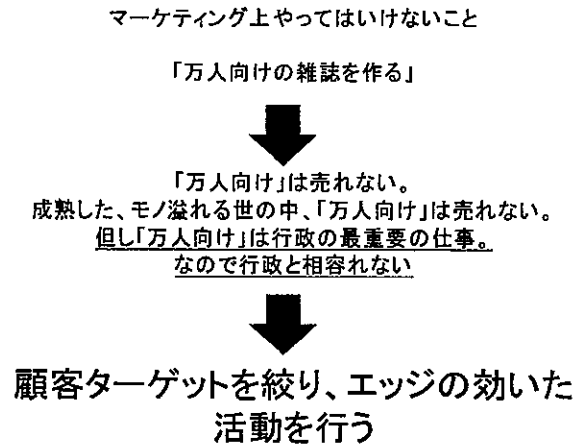 マーケティング上やってはいけないこと
「万人向けの雑誌を作る」
「万人向け」は売れない。
成熟した、モノ溢れる世の中、「万人向け」は売れない。
但し「万人向け」は行政の最重要の仕事。
なので行政と相容れない
顧客ターゲットを絞り、エッジの効いた
活動を行う